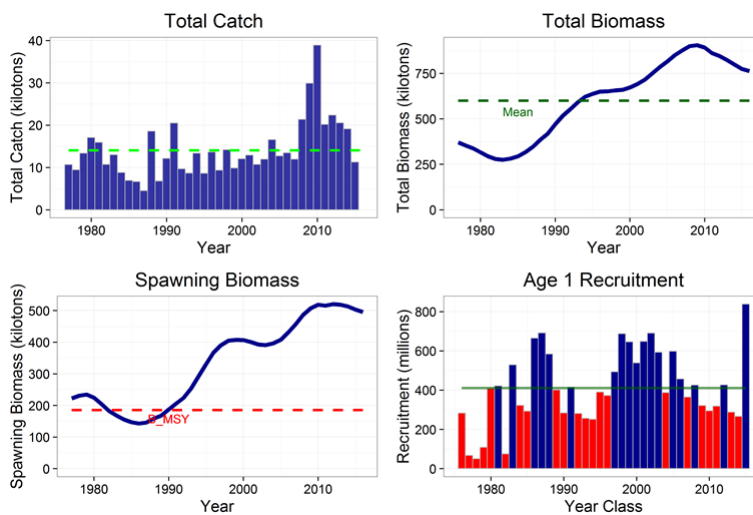 Total Catch
Total Catch (kilotons)
40
30
20
10
0
1980
1990
2000
2010
Year
Total Biomass
Total Biomass (kilotons)
750
500
250
0
Mean
1980
1990
2000
2010
Year
Spawning Biomass
Spawning Biomass (kilotons)
500
400
300
200
100
0
B_MSY
1980
1990
2000
2010
Year
Age 1 Recruitment
Recruitment (millions)
800
600
400
200
0
1980
1990
2000
2010
Year Class